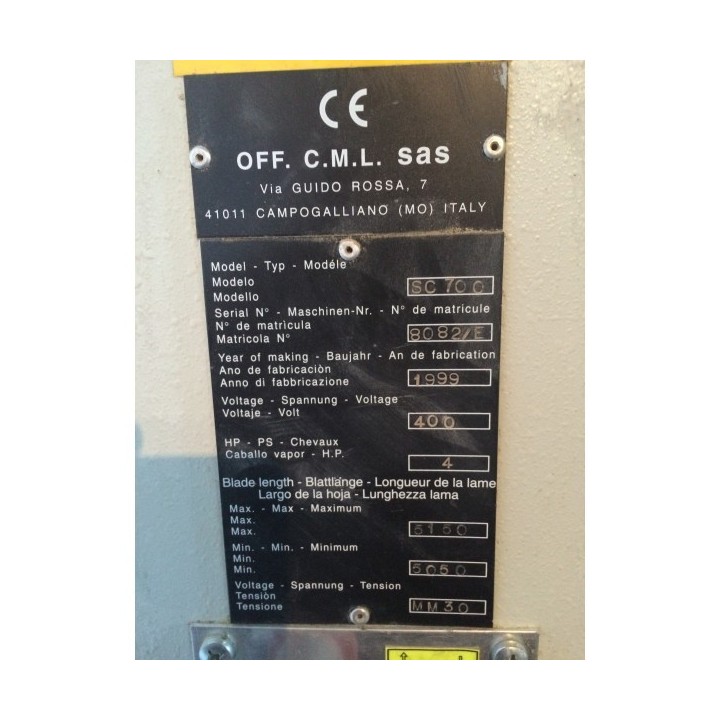 CE
OFF. C.M.L. sas
Via GUIDO ROSSA, 7
41011 CAMPOGALLIANO (MO) ITALY
Model - Typ - Modéle
Modelo
Modello SC 700
Serial N° - Maschinen-Nr. - N° de matricule
N° de matrìcula
Matricola N° 8082/E
Year of making - Baujahr - An de fabrication
Ano de fabricaciòn
Anno di fabbricazione 1999
Voltage - Spannung - Voltage
Voltaje - Volt 400
HP - PS - Chevaux
Caballo vapor - H.P. 4
Blade length - Blattlänge - Longueur de la lame
Largo de la hoja - Lunghezza lama
Max. - Max - Maximum
Max.
Max. 5150
Min. - Min. - Minimum
Min.
Min. 5050
Voltage - Spannung - Tension
Tensiòn
Tensione MM30